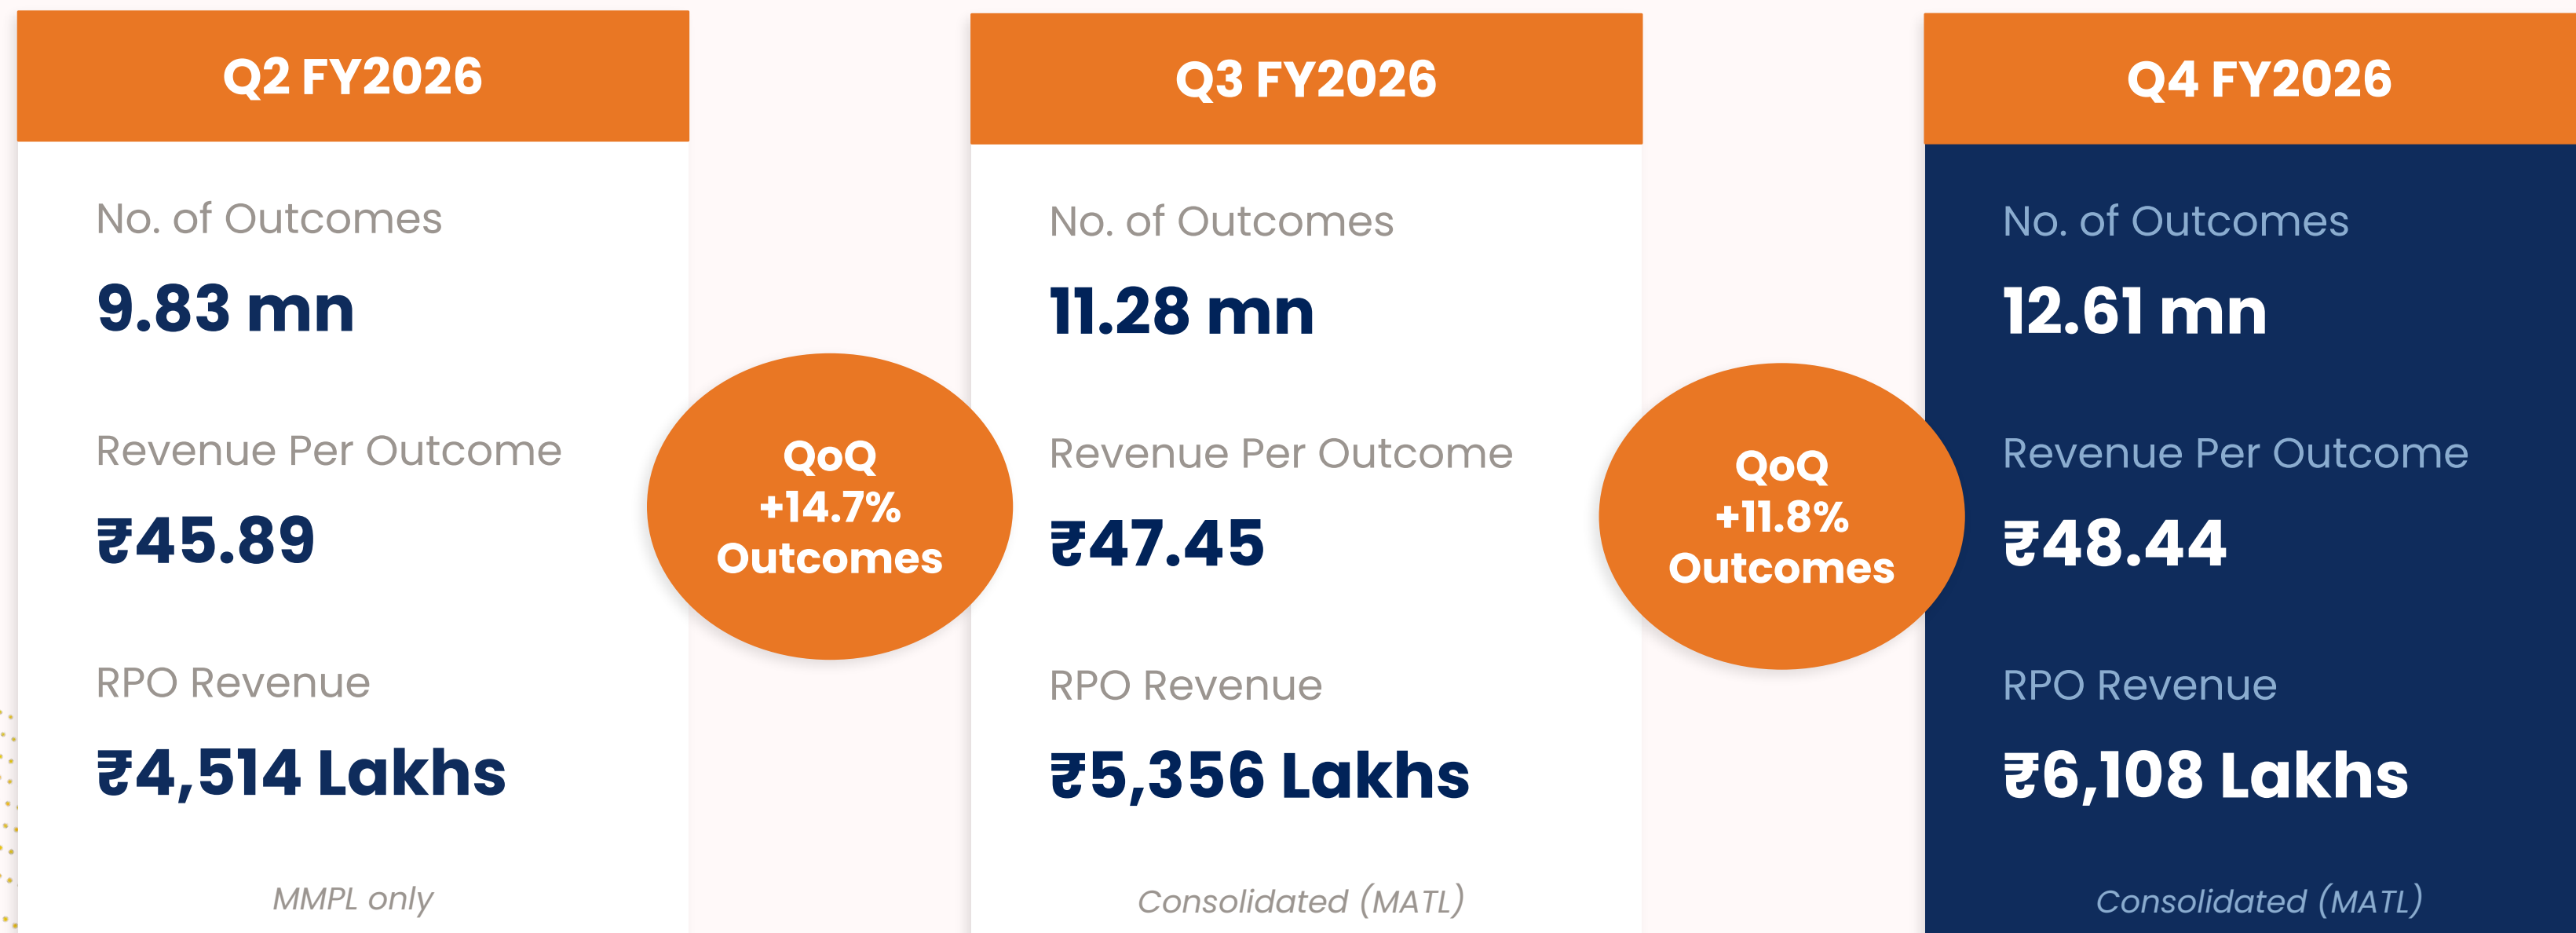 Q2 FY2026
No. of Outcomes
9.83 mn
Revenue Per Outcome
₹45.89
RPO Revenue
₹4,514 Lakhs
MMPL only
QoQ
+14.7%
Outcomes
Q3 FY2026
No. of Outcomes
11.28 mn
Revenue Per Outcome
₹47.45
RPO Revenue
₹5,356 Lakhs
Consolidated (MATL)
QoQ
+11.8%
Outcomes
Q4 FY2026
No. of Outcomes
12.61 mn
Revenue Per Outcome
₹48.44
RPO Revenue
₹6,108 Lakhs
Consolidated (MATL)